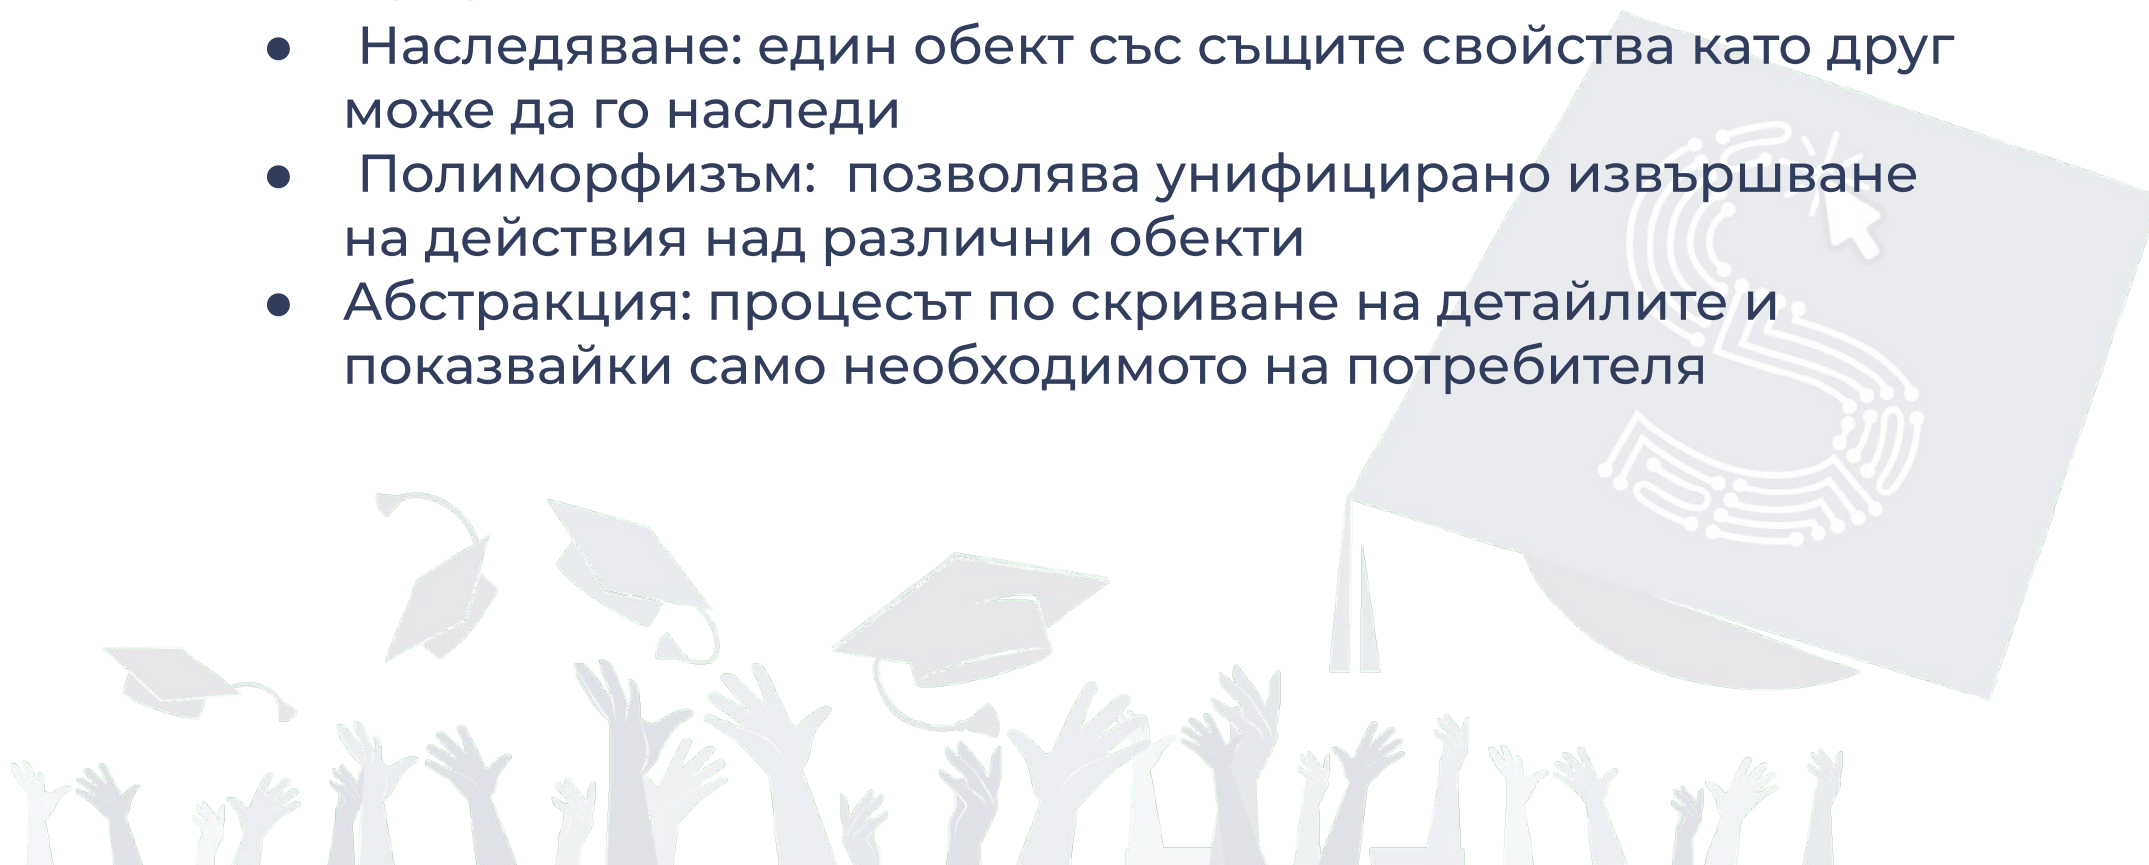 ● Наследяване: един обект със същите свойства като друг
може да го наследи
● Полиморфизъм: позволява унифицирано извършване
на действия над различни обекти
● Абстракция: процесът по скриване на детайлите и
показвайки само необходимото на потребителя